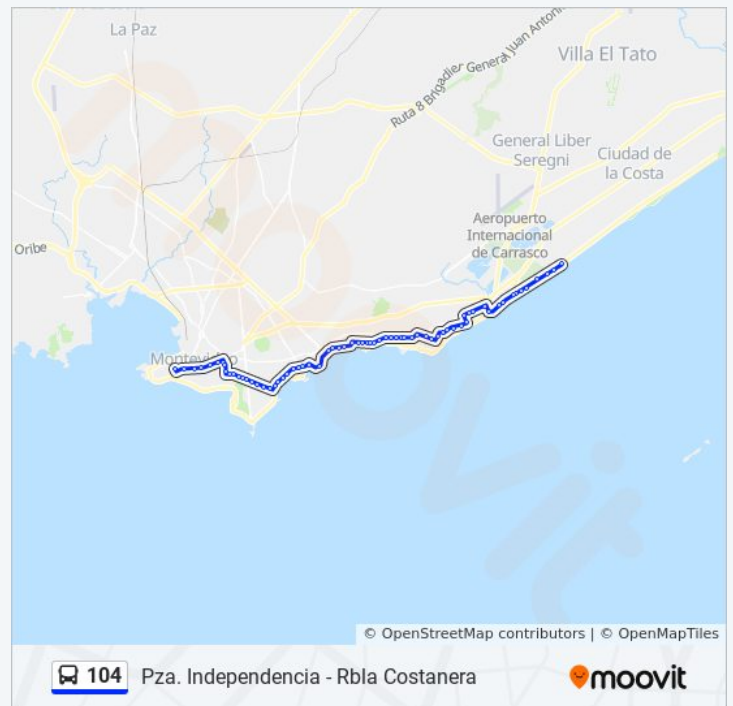 La Paz
General Juan Antonio
Villa El Tato
Ruta 8 Brigadier
General Liber
Seregni
Ciudad de
la Costa
Aeropuerto
Internacional
de Carrasco
Oribe
Montevideo
moovit
© OpenStreetMap contributors | © OpenMapTiles
104 Pza. Independencia - Rbla Costanera
moovit